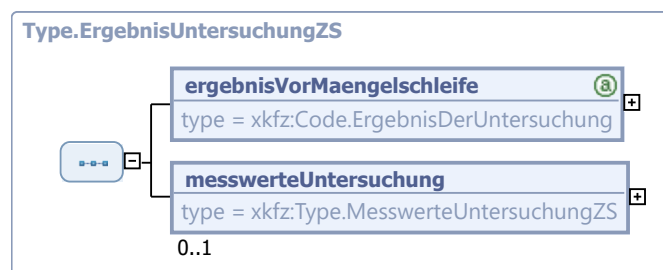 Type.ErgebnisUntersuchungZS
ergebnisVorMaengelschleife a
type = xkfz:Code.ErgebnisDerUntersuchung
messwerteUntersuchung
type = xkfz:Type.MesswerteUntersuchungZS
0..1